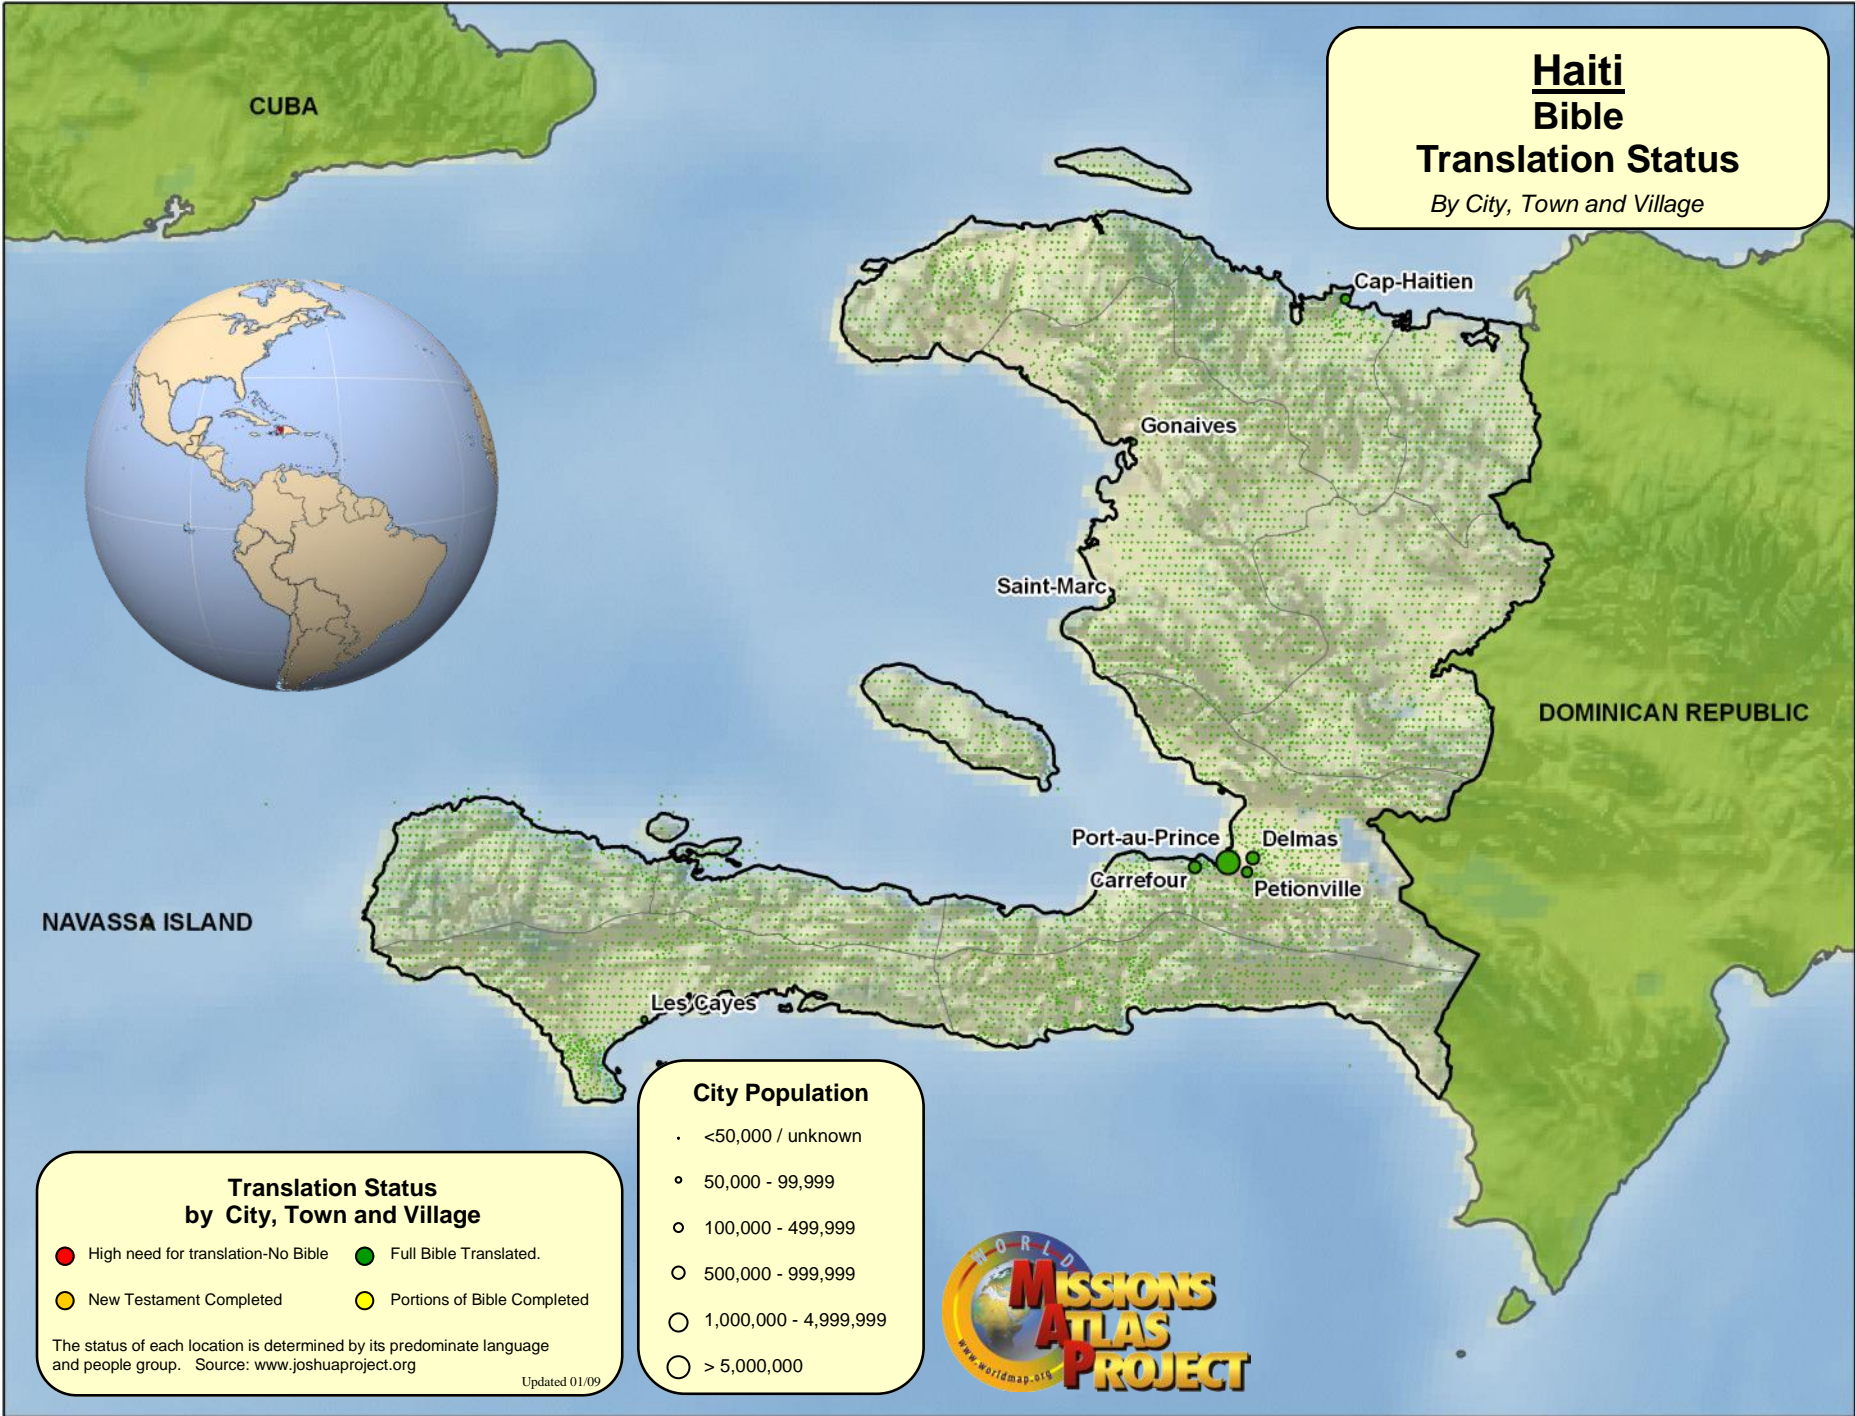 Haiti
Bible
Translation Status
By City, Town and Village
CUBA
Cap-Haitien
Gonaives
Saint-Marc
DOMINICAN REPUBLIC
Port-au-Prince
Delmas
Carrefour
Petionville
NAVASSA ISLAND
Les Cayes
City Population
<50,000 / unknown
50,000 - 99,999
100,000 - 499,999
500,000 - 999,999
1,000,000 - 4,999,999
> 5,000,000
Translation Status
by City, Town and Village
High need for translation-No Bible
Full Bible Translated.
New Testament Completed
Portions of Bible Completed
The status of each location is determined by its predominate language
and people group. Source: www.joshuaproject.org
Updated 01/09
WORLD
MISSIONS
ATLAS
PROJECT
www.worldmap.org